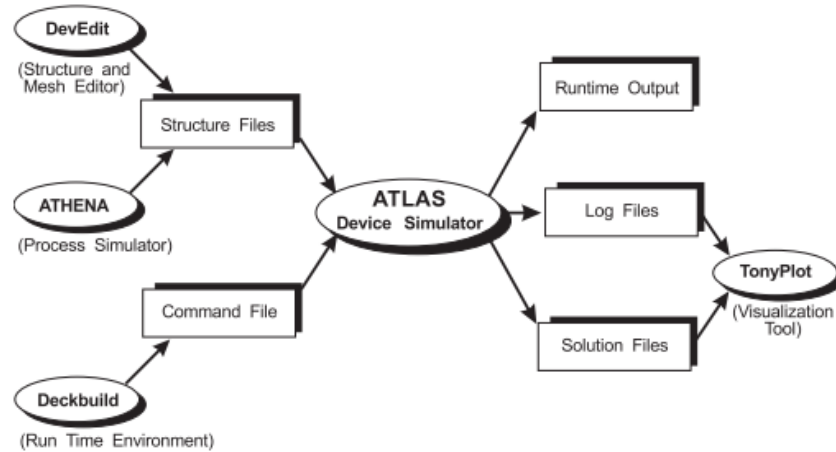 DevEdit
(Structure and
Mesh Editor)
Structure Files
ATHENA
(Process Simulator)
Command File
Deckbuild
(Run Time Environment)
ATLAS
Device Simulator
Runtime Output
Log Files
Solution Files
TonyPlot
(Visualization
Tool)